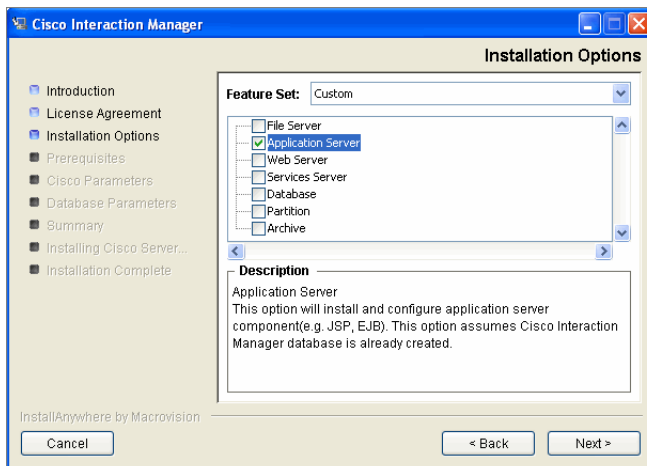 Cisco Interaction Manager
Installation Options
Introduction
License Agreement
Installation Options
Prerequisites
Cisco Parameters
Database Parameters
Summary
Installing Cisco Server...
Installation Complete
Feature Set: Custom
File Server
Application Server
Web Server
Services Server
Database
Partition
Archive
Description
Application Server
This option will install and configure application server
component(e.g. JSP, EJB). This option assumes Cisco Interaction
Manager database is already created.
InstallAnywhere by Macrovision
Cancel
< Back
Next >